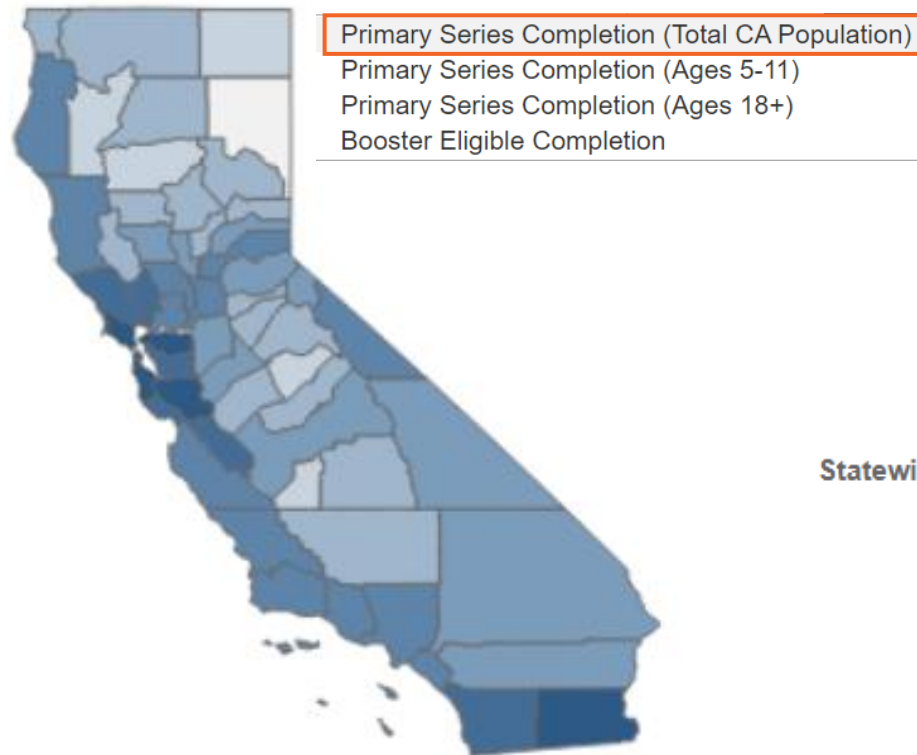 Primary Series Completion (Total CA Population)
Primary Series Completion (Ages 5-11)
Primary Series Completion (Ages 18+)
Booster Eligible Completion
Statewi